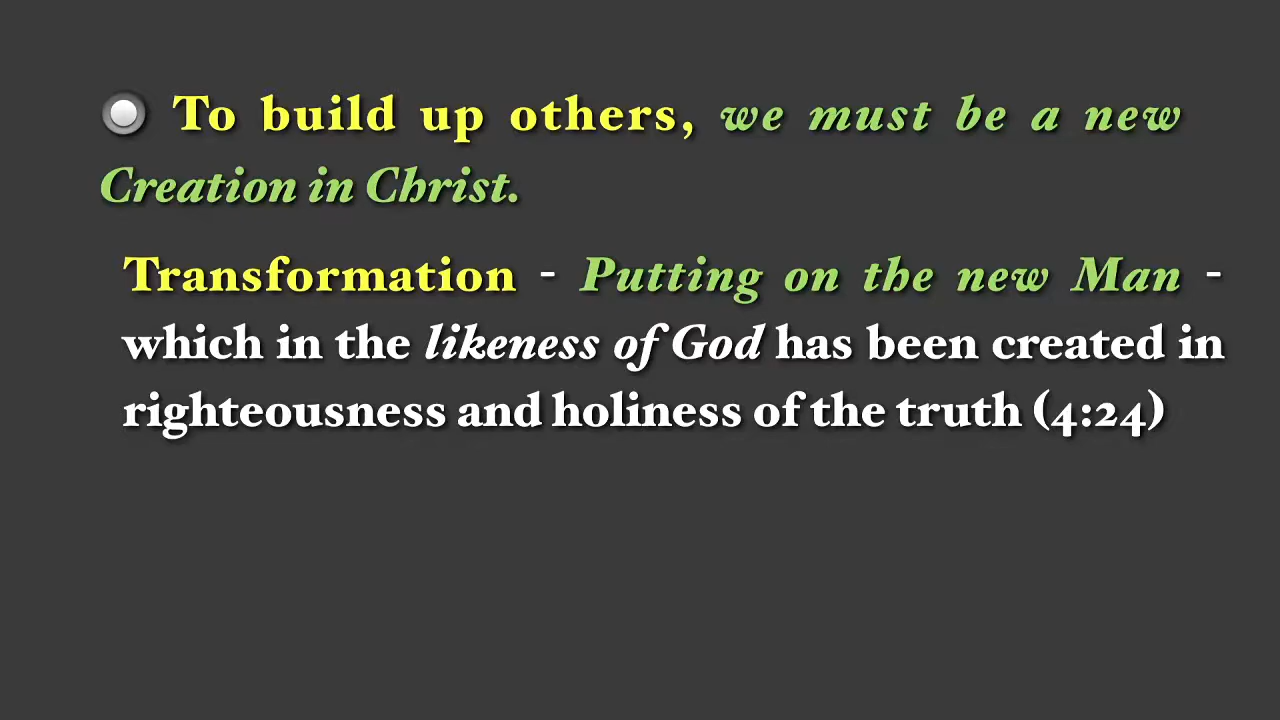 To build up others, we must be a new
Creation in Christ.
Transformation - Putting on the new Man -
which in the likeness of God has been created in
righteousness and holiness of the truth (4:24)